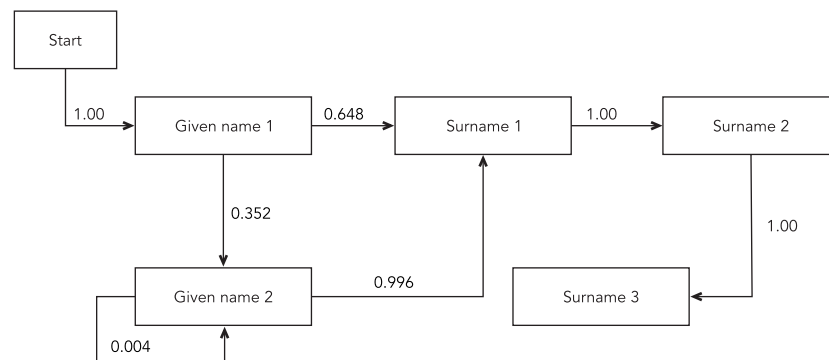 Start
1.00
Given name 1
0.648
Surname 1
1.00
Surname 2
0.352
1.00
Given name 2
0.996
Surname 3
0.004